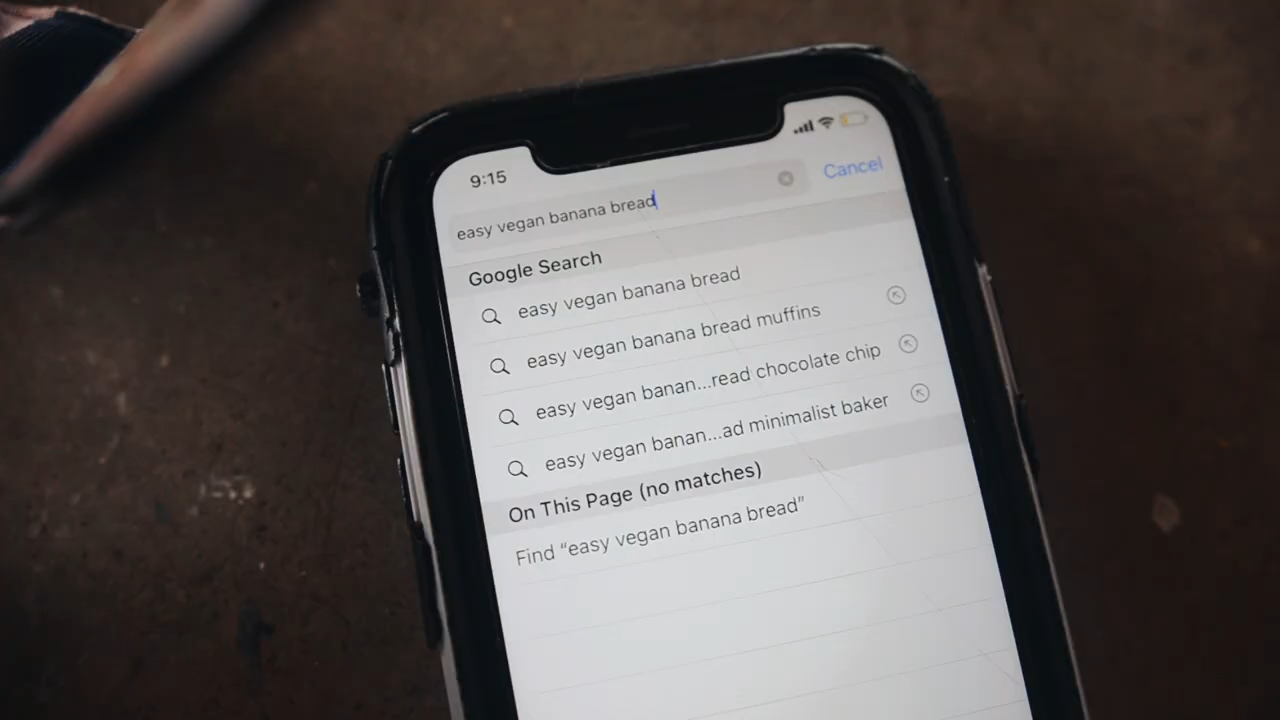 9:15
easy vegan banana bread
Cancel
Google Search
easy vegan banana bread
easy vegan banana bread muffins
easy vegan banan...read chocolate chip
easy vegan banan...ad minimalist baker
On This Page (no matches)
Find “easy vegan banana bread”